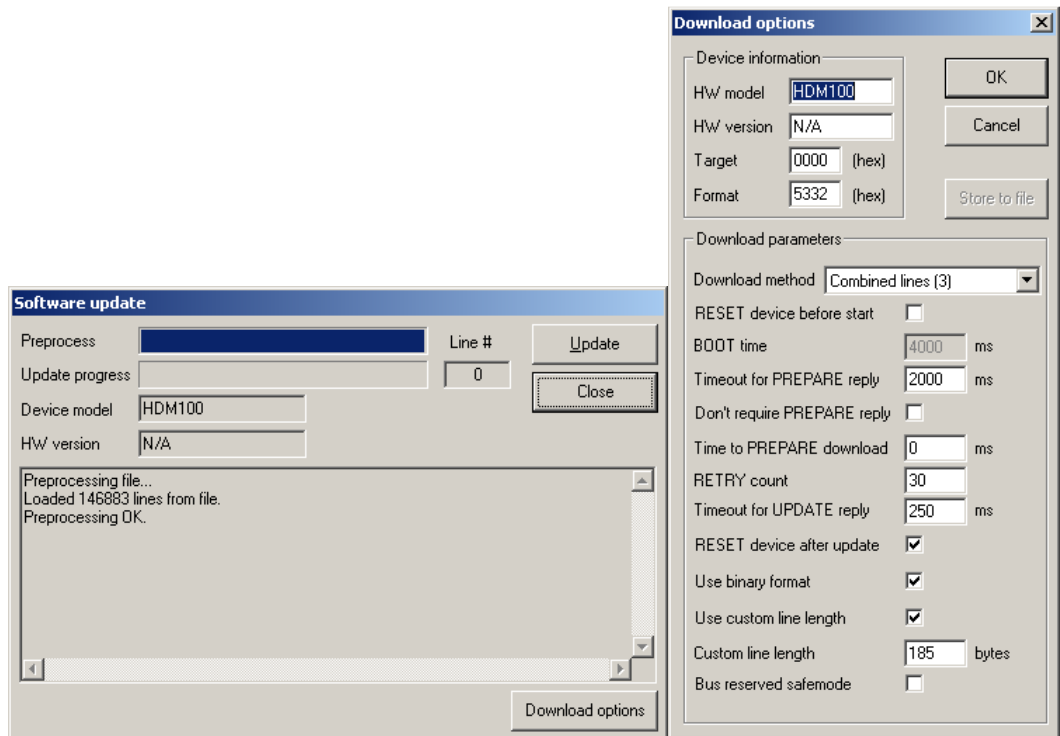 Software update
Preprocess
Line #
Update
Update progress
0
Close
Device model HDM100
HW version N/A
Preprocessing file...
Loaded 146883 lines from file.
Preprocessing OK.
Download options
Download options
Device information
HW model HDM100
HW version N/A
Target 0000 (hex)
Format 5332 (hex)
OK
Cancel
Store to file
Download parameters
Download method Combined lines (3)
RESET device before start
BOOT time 4000 ms
Timeout for PREPARE reply 2000 ms
Don't require PREPARE reply
Time to PREPARE download 0 ms
RETRY count 30
Timeout for UPDATE reply 250 ms
RESET device after update
Use binary format
Use custom line length
Custom line length 185 bytes
Bus reserved safemode